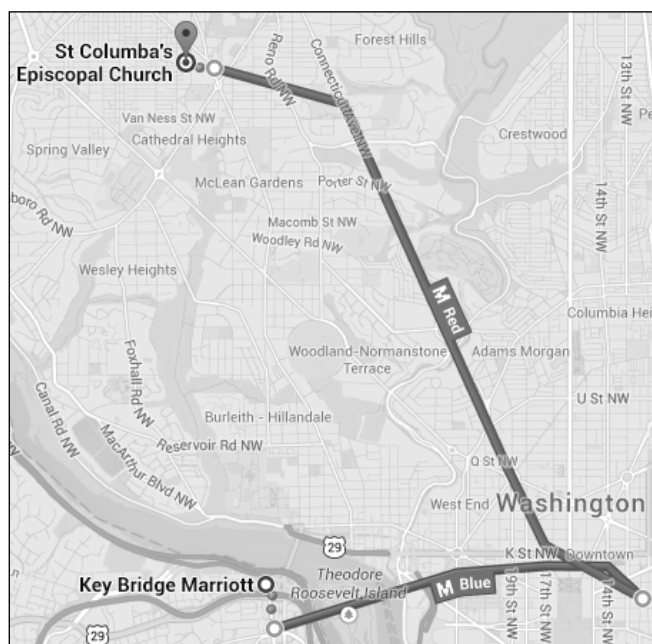 St Columba's
Episcopal Church
Forest Hills
Reno Rd NW
Connecticut Ave NW
13th St NW
Van Ness St NW
Cathedral Heights
Crestwood
Spring Valley
McLean Gardens
Porter St NW
14th St NW
boro Rd NW
Macomb St NW
Woodley Rd NW
Wesley Heights
M Red
Columbia Hei
Foxhall Rd NW
Woodland-Normanstone
Terrace
Adams Morgan
Canal Rd NW
MacArthur Blvd NW
Burleith - Hillandale
U St NW
Reservoir Rd NW
Q St NW
West End
Washington
29
K St NW
Downtown
Key Bridge Marriott
Theodore
Roosevelt Island
M Blue
19th St NW
17th St NW
14th St NW
29